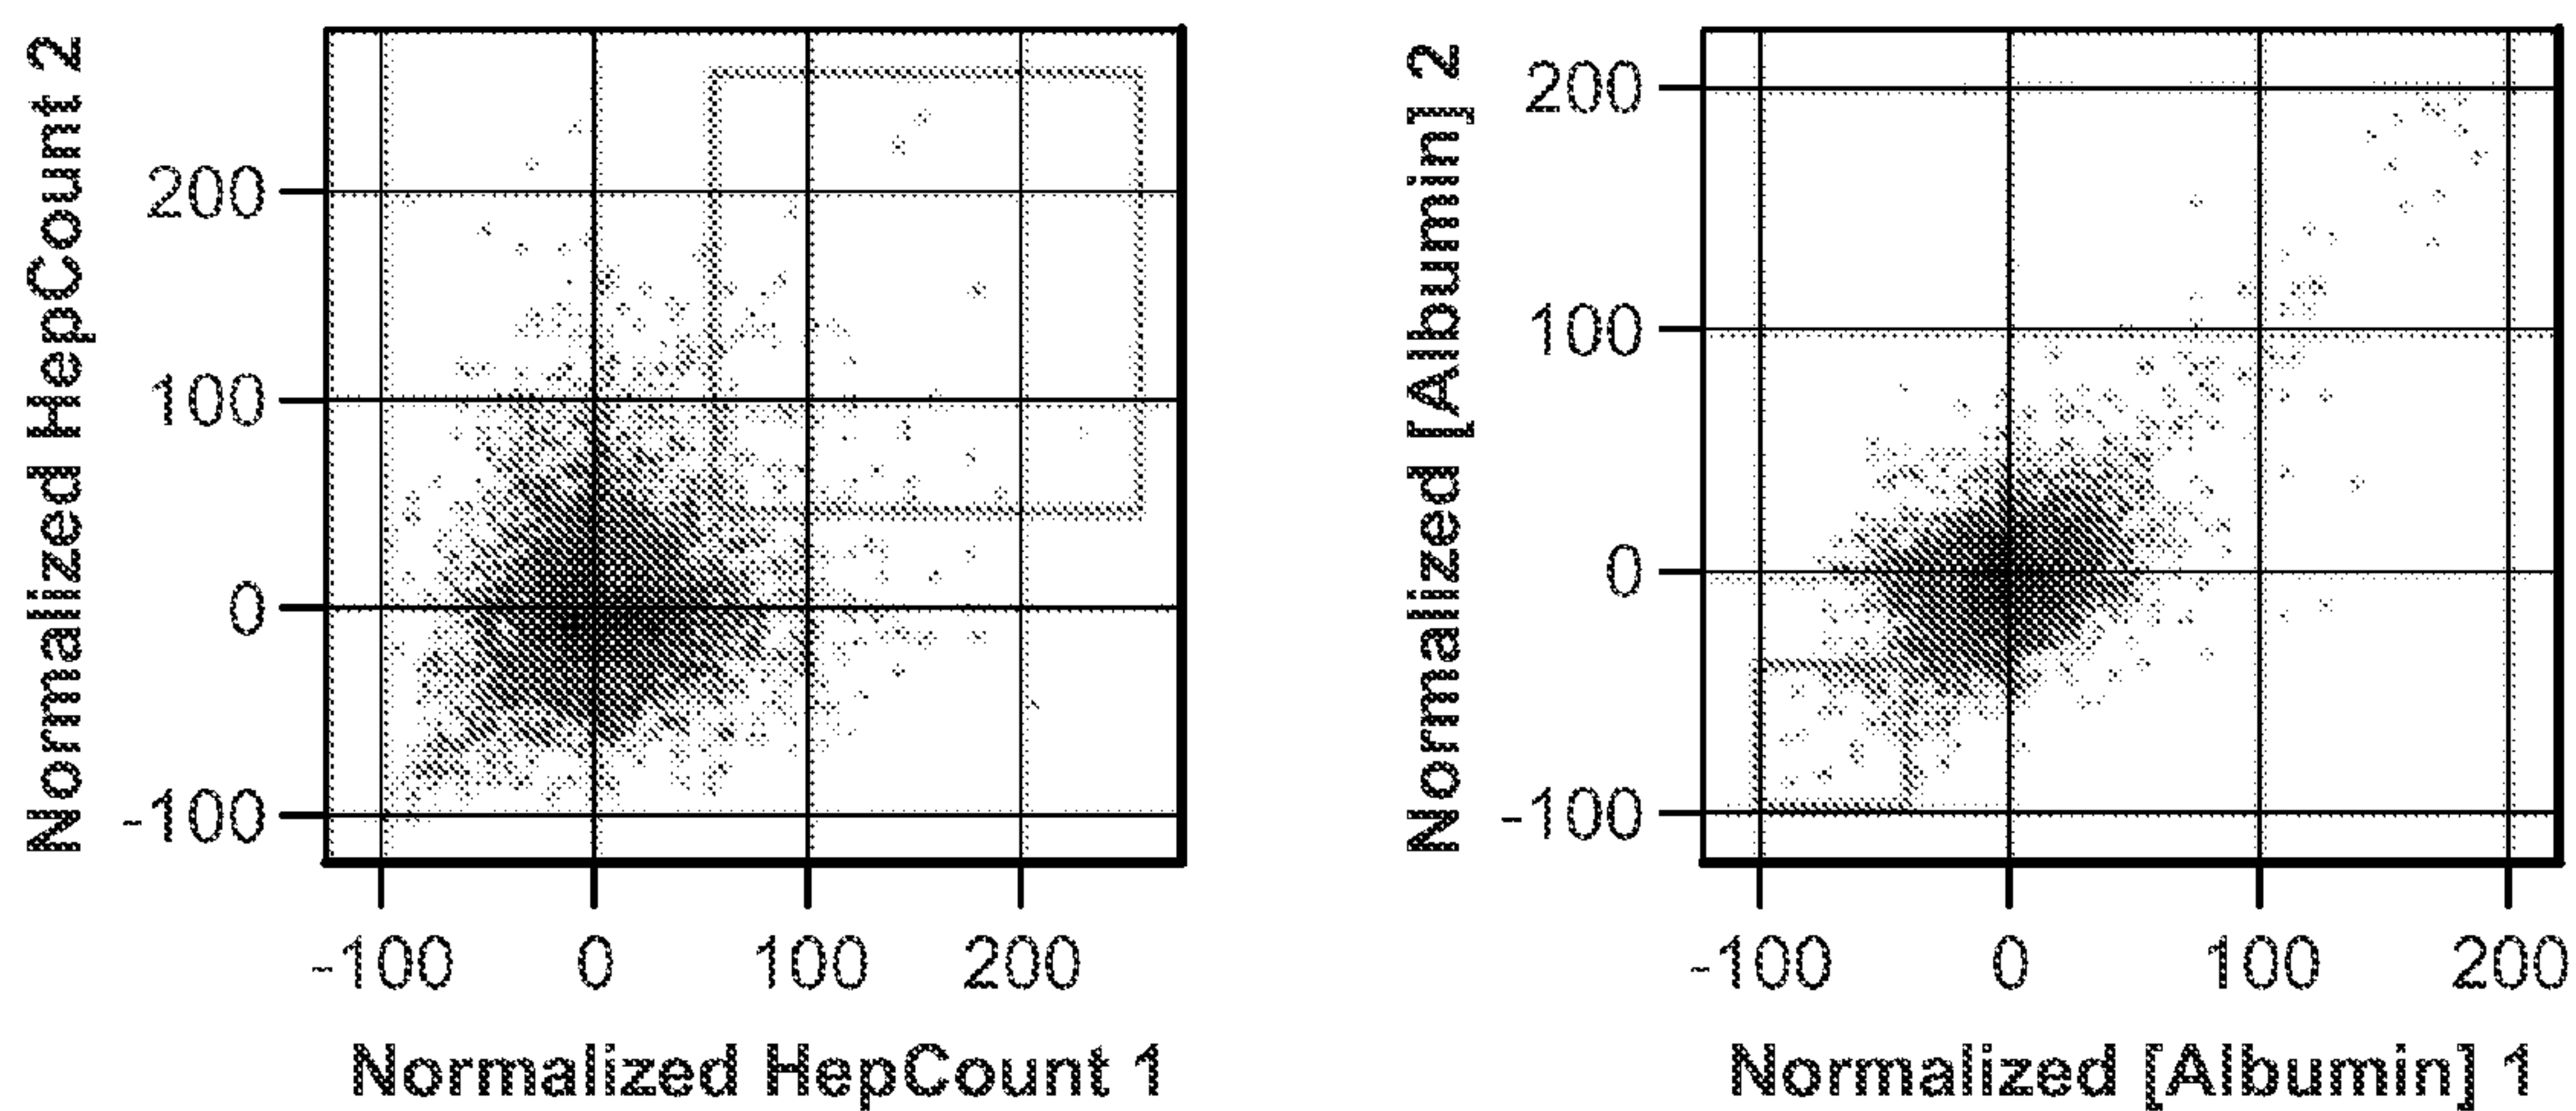 Normalized HepCount 2
200
100
0
-100
-100 0 100 200
Normalized HepCount 1
Normalized [Albumin] 2
200
100
0
-100
-100 0 100 200
Normalized [Albumin] 1